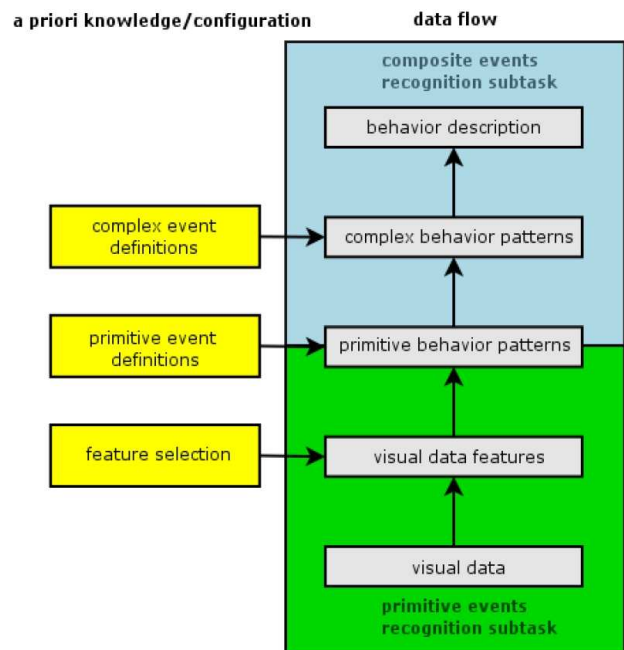 a priori knowledge/configuration
data flow
composite events
recognition subtask
behavior description
complex event
definitions
complex behavior patterns
primitive event
definitions
primitive behavior patterns
feature selection
visual data features
visual data
primitive events
recognition subtask